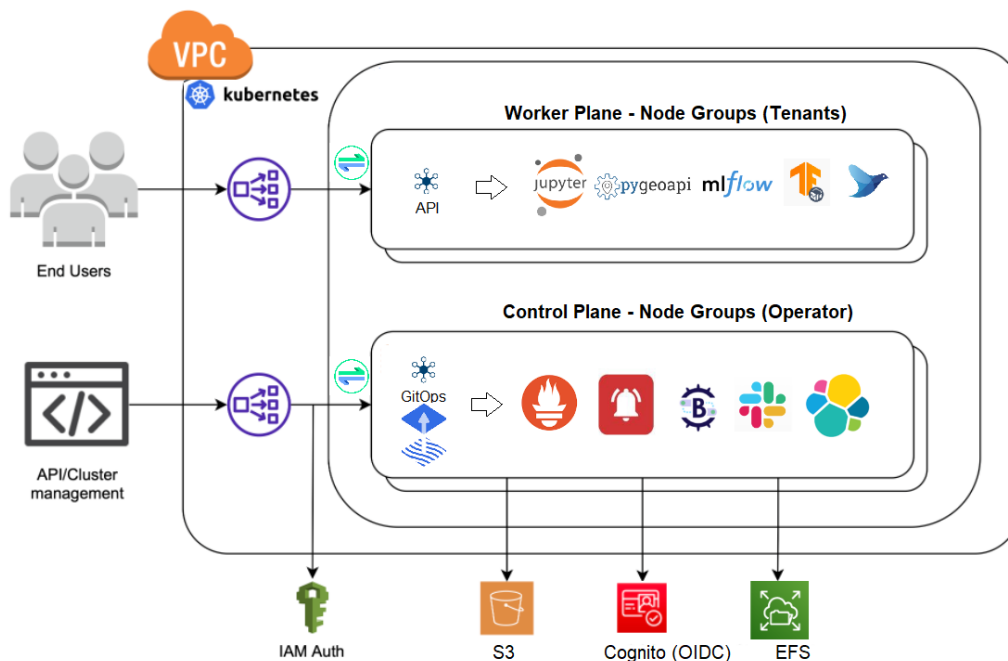 VPC
kubernetes
Worker Plane - Node Groups (Tenants)
API
jupyter
pygeoapi
mlflow
TF
End Users
Control Plane - Node Groups (Operator)
GitOps
B
API/Cluster
management
IAM Auth
S3
Cognito (OIDC)
EFS